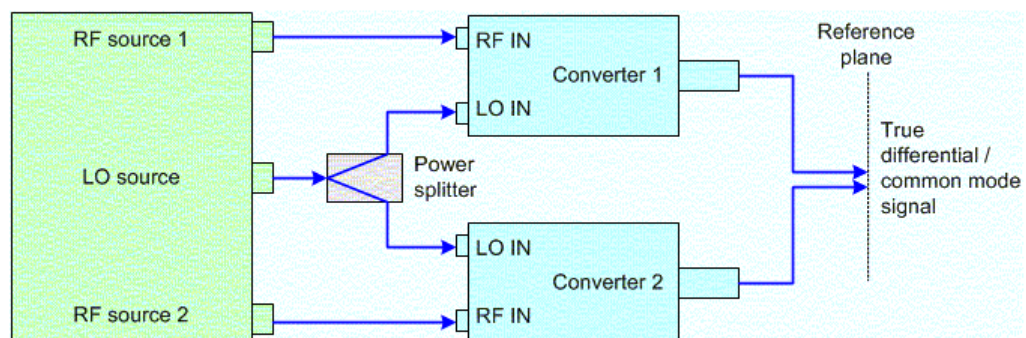 RF source 1
LO source
RF source 2
Power
splitter
RF IN
Converter 1
LO IN
LO IN
Converter 2
RF IN
Reference
plane
True
differential /
common mode
signal